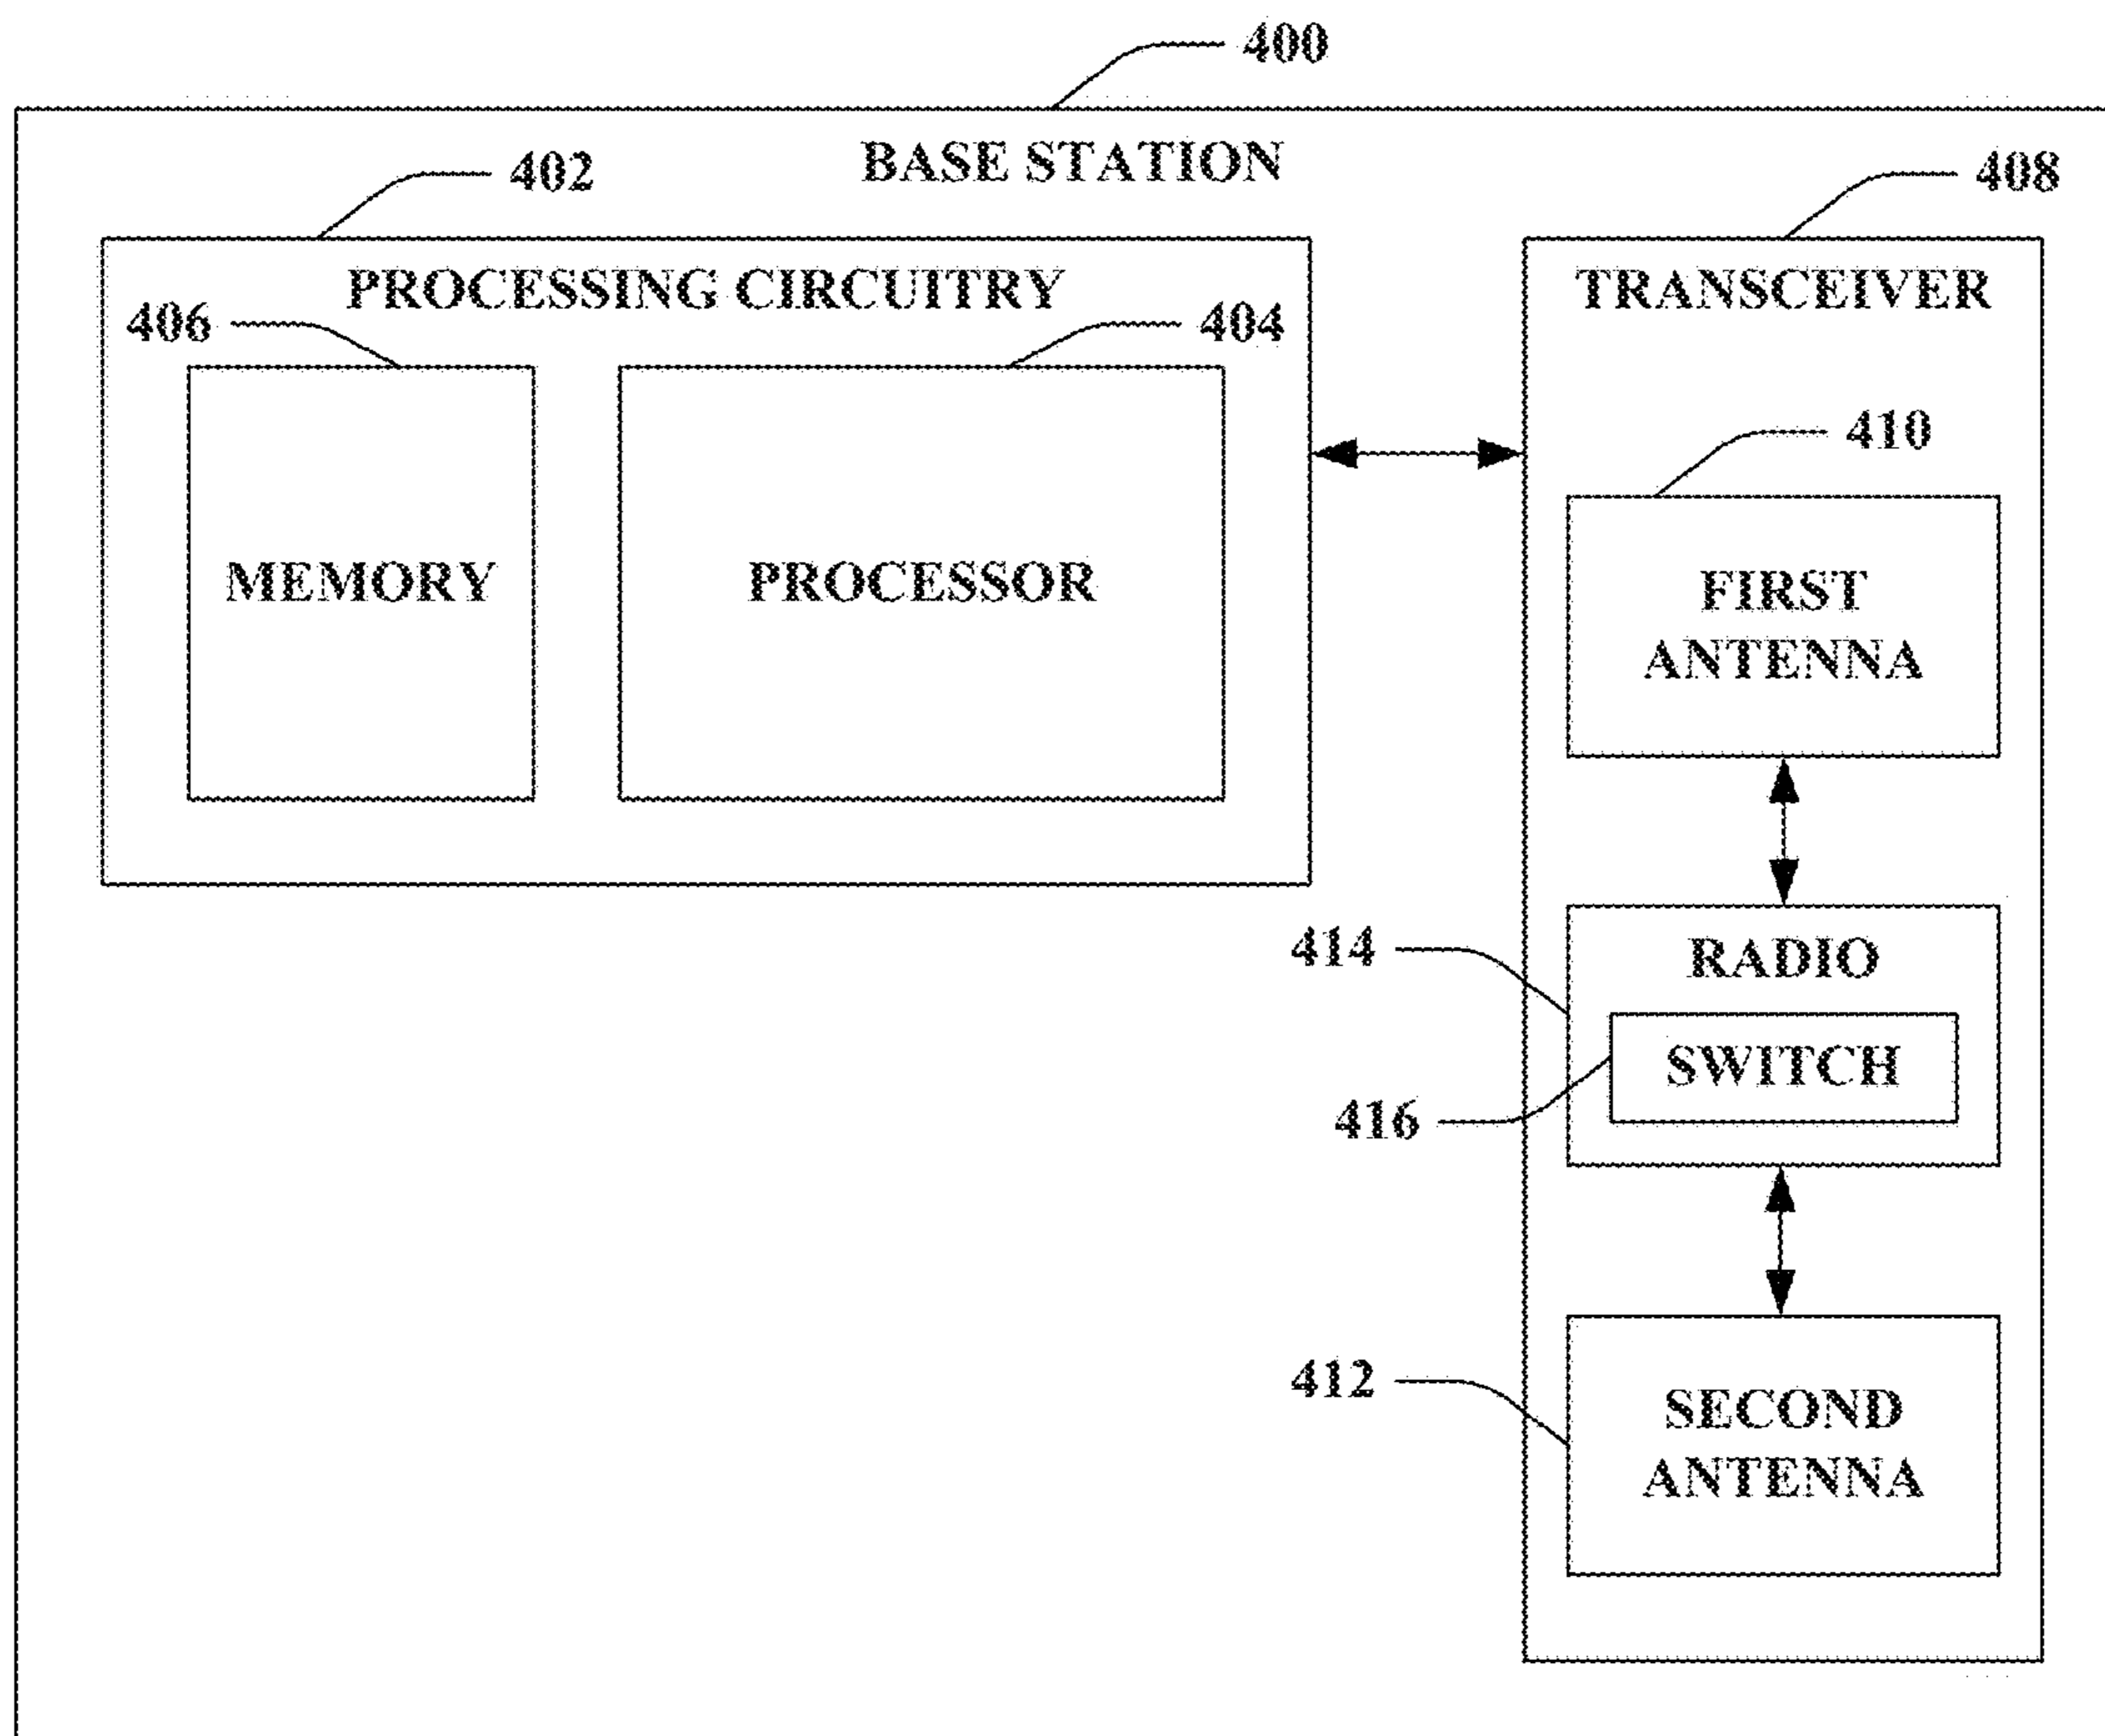 400
BASE STATION
402
408
PROCESSING CIRCUITRY
TRANSCEIVER
406
404
410
MEMORY
PROCESSOR
FIRST
ANTENNA
414
RADIO
SWITCH
416
412
SECOND
ANTENNA